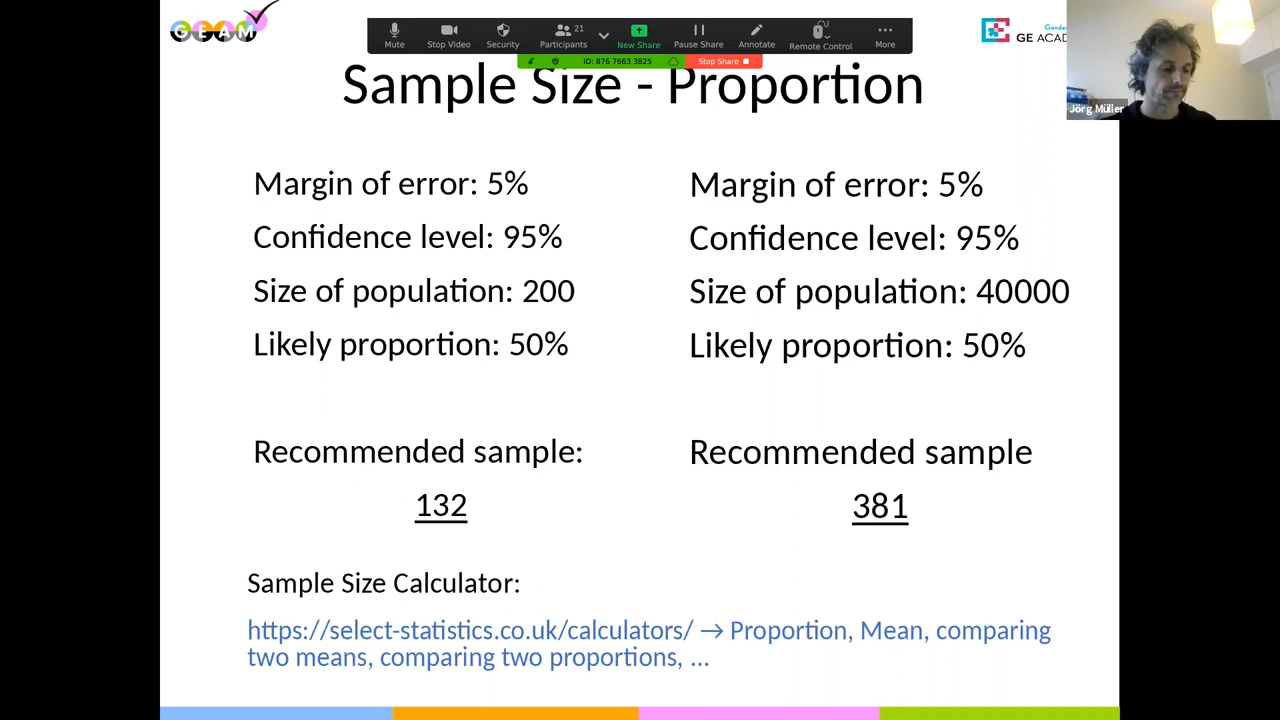 GEAM
Mute
Stop Video
Security
Participants
21
New Share
Pause Share
Annotate
Remote Control
More
ID: 876 7663 3825
Stop Share
GE ACAD
Jörg Müller
Sample Size - Proportion
Margin of error: 5%
Confidence level: 95%
Size of population: 200
Likely proportion: 50%
Recommended sample:
132
Margin of error: 5%
Confidence level: 95%
Size of population: 40000
Likely proportion: 50%
Recommended sample
381
Sample Size Calculator:
https://select-statistics.co.uk/calculators/ → Proportion, Mean, comparing
two means, comparing two proportions, ...